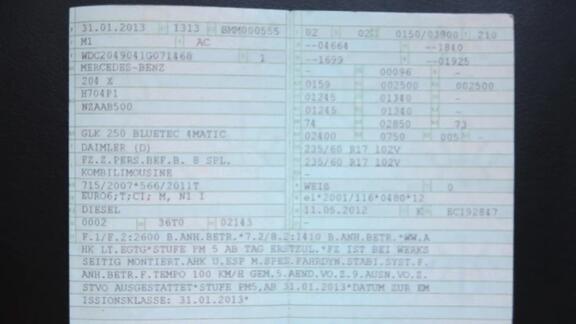 31.01.2013 1313 BMM000555
M1 AC
WDC2049041G071468 1
MERCEDES-BENZ
204 X
H704P1
NZAAB500
GLK 250 BLUETEC 4MATIC
DAIMLER (D)
FZ.Z.PERS.BEF.B. 8 SPL.
KOMBILIMOUSINE
715/2007*566/2011T
EURO6;T;CI; M, N1 I
DIESEL
0002 36T0 02143
02 02 0150/03800 210
--04664 --1840
--1699 --01925
- 00096 -
0159 002500 002500
01245 01340 -
01245 01340 -
74 02850 73
02400 0750 005 -
235/60 R17 102V
235/60 R17 102V
-
-
WEIß 0
e1*2001/116*0480*12
11.05.2012 K EC192847
F.1/F.2:2600 B.ANH.BETR.*7.2/8.2:1410 B.ANH.BETR.*WW.A
HK LT.EGTG*STUFE PM 5 AB TAG ERSTZUL.*FZ IST BEI WERKS
SEITIG MONTIERT.AHK U.ESP M.SPES.FAHRDYN.STABI.SYST.F.
ANH.BETR.F.TEMPO 100 KM/H GEM.5.AEND.VO.Z.9.AUSN.VO.Z.
STVO AUSGESTATTET*STUFE PM5,AB 31.01.2013*DATUM ZUR EM
ISSIONSKLASSE: 31.01.2013*